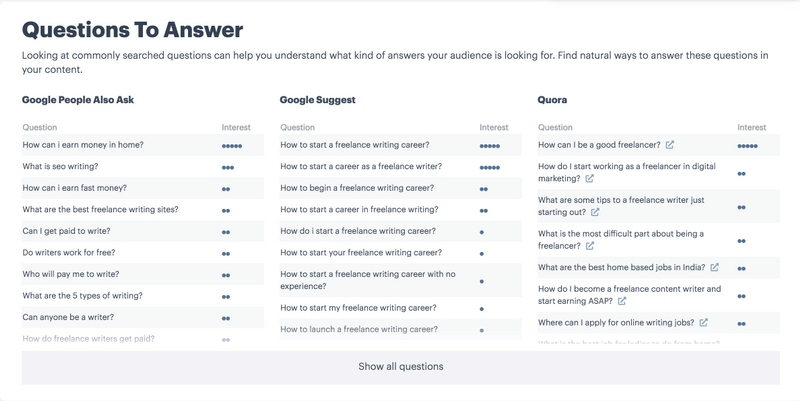 Questions To Answer
Looking at commonly searched questions can help you understand what kind of answers your audience is looking for. Find natural ways to answer these questions in
your content.
Google People Also Ask
Question Interest
How can i earn money in home?
What is seo writing?
How can i earn fast money?
What are the best freelance writing sites?
Can I get paid to write?
Do writers work for free?
Who will pay me to write?
What are the 5 types of writing?
Can anyone be a writer?
How do freelance writers get paid?
Google Suggest
Question Interest
How to start a freelance writing career?
How to start a career as a freelance writer?
How to begin a freelance writing career?
How to start a career in freelance writing?
How do i start a freelance writing career?
How to start your freelance writing career?
How to start a freelance writing career with no
experience?
How to start my freelance writing career?
How to launch a freelance writing career?
Quora
Question Interest
How can I be a good freelancer?
How do I start working as a freelancer in digital
marketing?
What are some tips to a freelance writer just
starting out?
What is the most difficult part about being a
freelancer?
What are the best home based jobs in India?
How do I become a freelance content writer and
start earning ASAP?
Where can I apply for online writing jobs?
What is the best job for ladies to do from home?
Show all questions